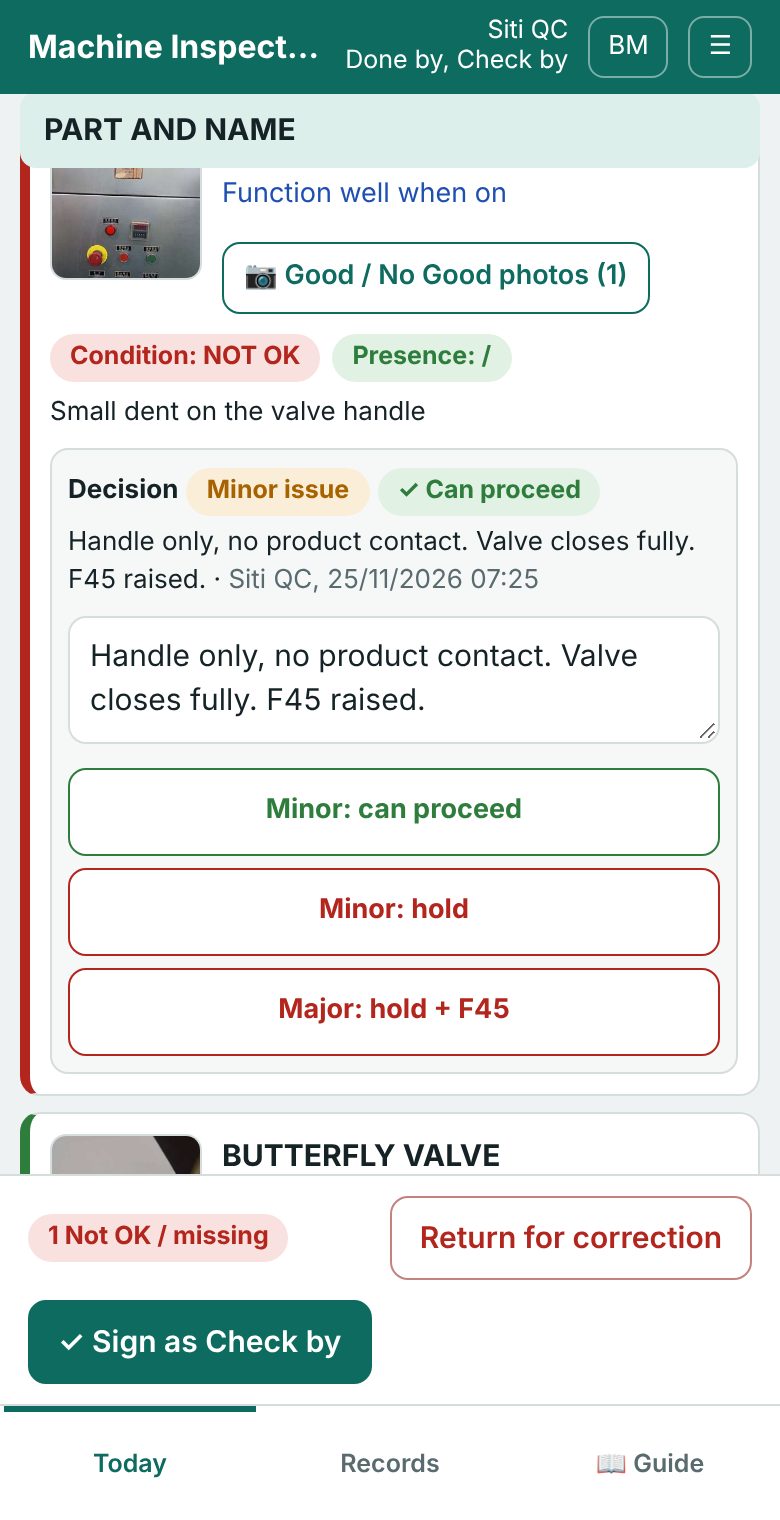 Machine Inspect...
Siti QC
Done by, Check by
BM
☰
PART AND NAME
Function well when on
📷 Good / No Good photos (1)
Condition: NOT OK
Presence: /
Small dent on the valve handle
Decision
Minor issue
✓ Can proceed
Handle only, no product contact. Valve closes fully.
F45 raised. · Siti QC, 25/11/2026 07:25
Handle only, no product contact. Valve
closes fully. F45 raised.
Minor: can proceed
Minor: hold
Major: hold + F45
BUTTERFLY VALVE
1 Not OK / missing
Return for correction
✓ Sign as Check by
Today
Records
📖 Guide